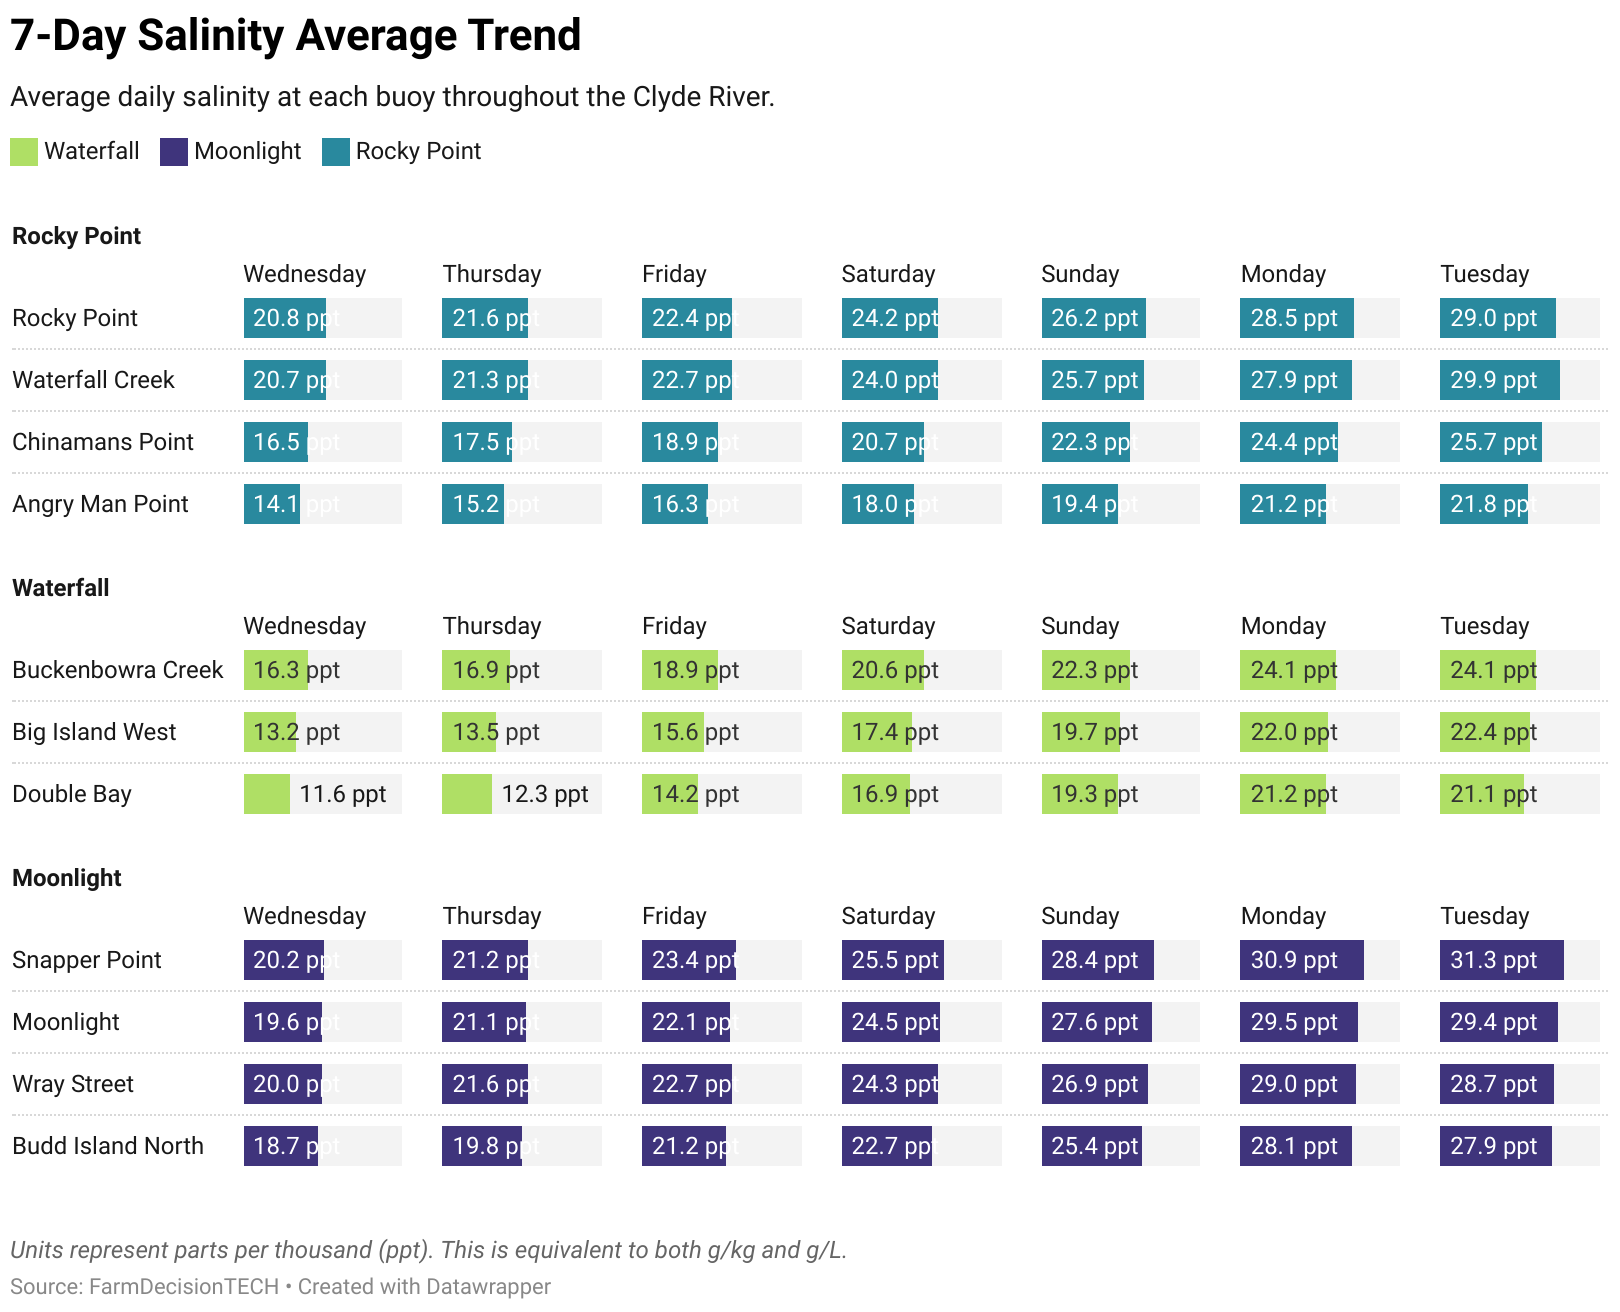 7-Day Salinity Average Trend
Average daily salinity at each buoy throughout the Clyde River.
Waterfall Moonlight Rocky Point
Rocky Point
Wednesday Thursday Friday Saturday Sunday Monday Tuesday
Rocky Point 20.8 ppt 21.6 ppt 22.4 ppt 24.2 ppt 26.2 ppt 28.5 ppt 29.0 ppt
Waterfall Creek 20.7 ppt 21.3 ppt 22.7 ppt 24.0 ppt 25.7 ppt 27.9 ppt 29.9 ppt
Chinamans Point 16.5 ppt 17.5 ppt 18.9 ppt 20.7 ppt 22.3 ppt 24.4 ppt 25.7 ppt
Angry Man Point 14.1 ppt 15.2 ppt 16.3 ppt 18.0 ppt 19.4 ppt 21.2 ppt 21.8 ppt
Waterfall
Wednesday Thursday Friday Saturday Sunday Monday Tuesday
Buckenbowra Creek 16.3 ppt 16.9 ppt 18.9 ppt 20.6 ppt 22.3 ppt 24.1 ppt 24.1 ppt
Big Island West 13.2 ppt 13.5 ppt 15.6 ppt 17.4 ppt 19.7 ppt 22.0 ppt 22.4 ppt
Double Bay 11.6 ppt 12.3 ppt 14.2 ppt 16.9 ppt 19.3 ppt 21.2 ppt 21.1 ppt
Moonlight
Wednesday Thursday Friday Saturday Sunday Monday Tuesday
Snapper Point 20.2 ppt 21.2 ppt 23.4 ppt 25.5 ppt 28.4 ppt 30.9 ppt 31.3 ppt
Moonlight 19.6 ppt 21.1 ppt 22.1 ppt 24.5 ppt 27.6 ppt 29.5 ppt 29.4 ppt
Wray Street 20.0 ppt 21.6 ppt 22.7 ppt 24.3 ppt 26.9 ppt 29.0 ppt 28.7 ppt
Budd Island North 18.7 ppt 19.8 ppt 21.2 ppt 22.7 ppt 25.4 ppt 28.1 ppt 27.9 ppt
Units represent parts per thousand (ppt). This is equivalent to both g/kg and g/L.
Source: FarmDecisionTECH • Created with Datawrapper